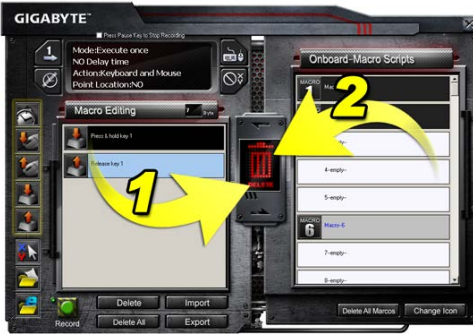 GIGABYTE™
Press Pause Key to Stop Recording
Mode:Execute once
NO Delay time
Action:Keyboard and Mouse
Point Location:NO
Onboard-Macro Scripts
Macro Editing
7 Byte
MACRO
Mac
Press & hold key 1
Release key 1
DELETE
1
2
4-empty--
5-empty--
MACRO
6
Macro-6
7-empty--
8-empty--
Delete
Import
Delete All
Export
Record
Delete All Marcos
Change Icon